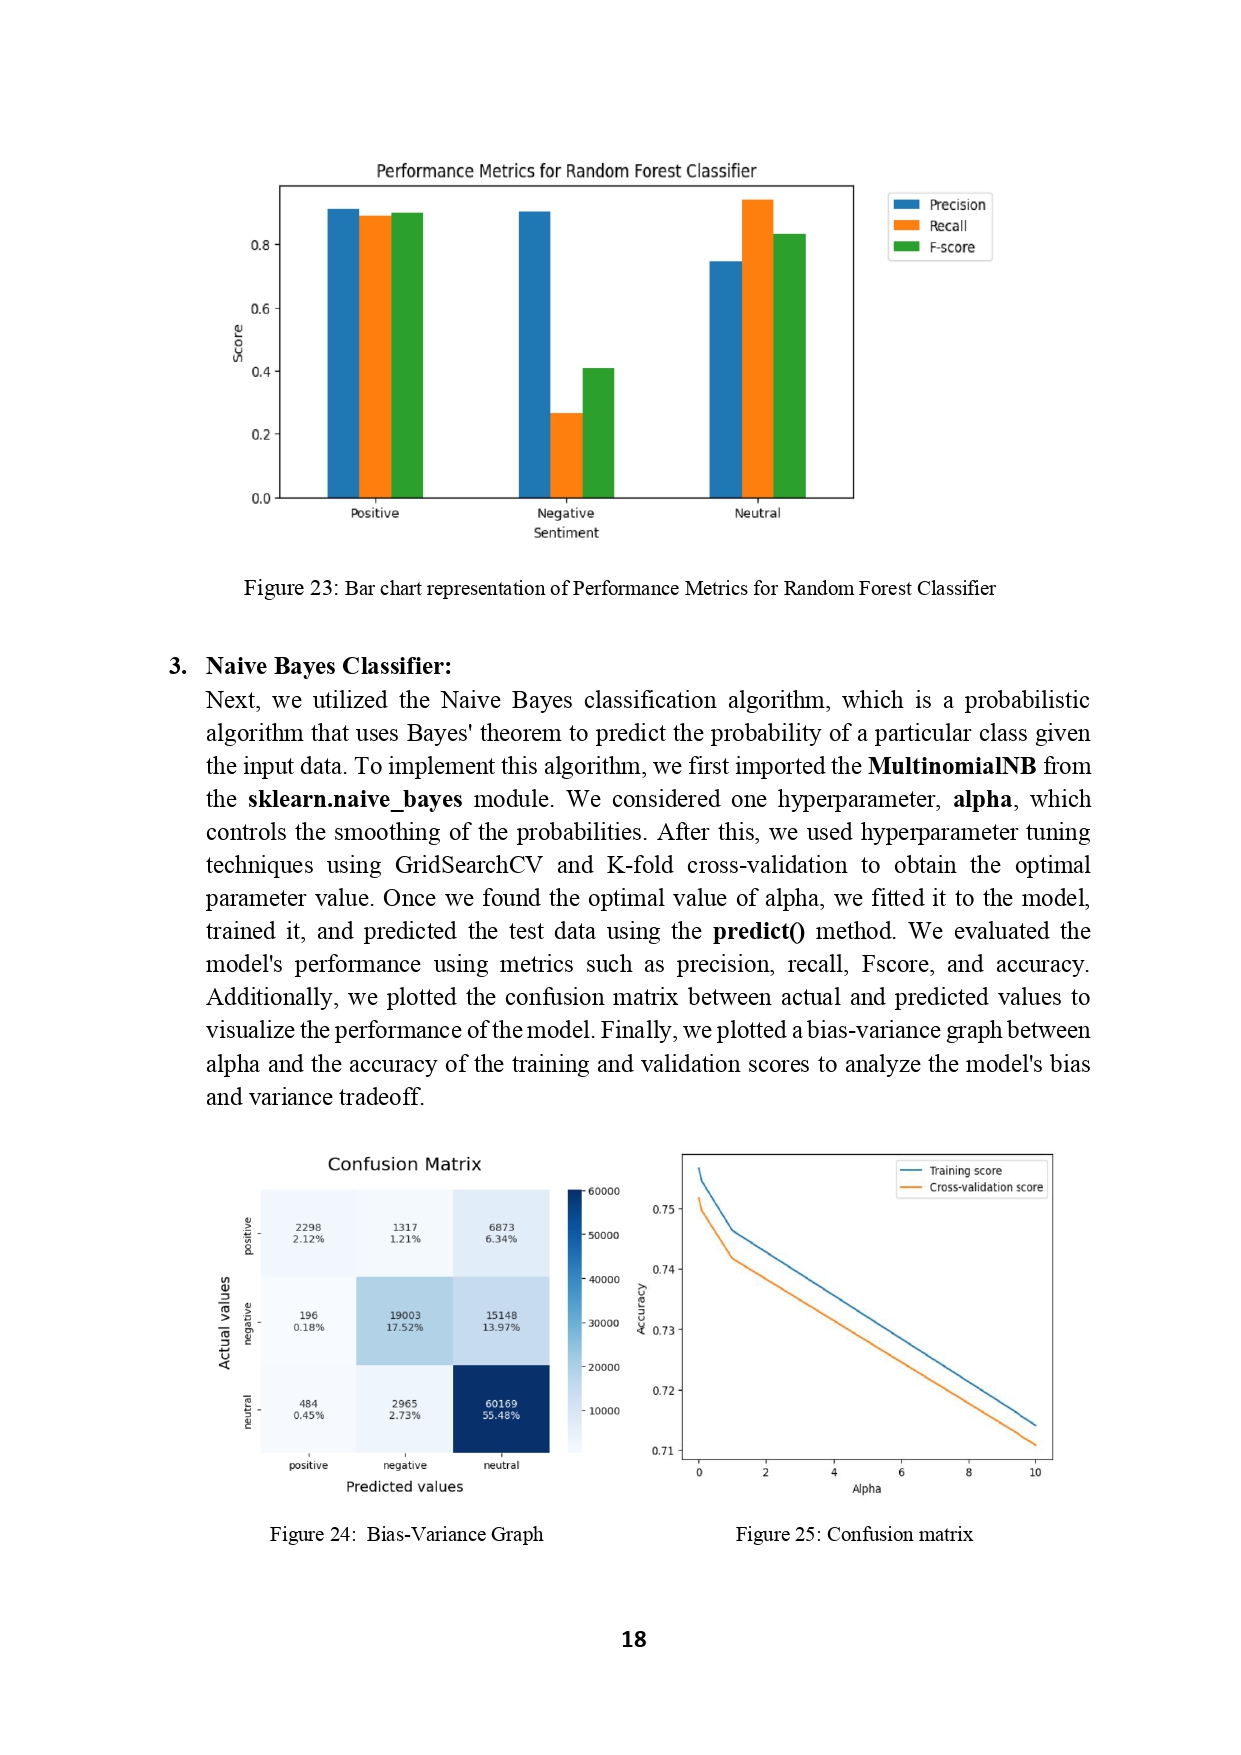 Performance Metrics for Random Forest Classifier
Precision
Recall
F-score
0.8
0.6
0.4
0.2
0.0
Score
Positive
Negative
Neutral
Sentiment
Figure 23: Bar chart representation of Performance Metrics for Random Forest Classifier
3. Naive Bayes Classifier:
Next, we utilized the Naive Bayes classification algorithm, which is a probabilistic
algorithm that uses Bayes' theorem to predict the probability of a particular class given
the input data. To implement this algorithm, we first imported the MultinomialNB from
the sklearn.naive_bayes module. We considered one hyperparameter, alpha, which
controls the smoothing of the probabilities. After this, we used hyperparameter tuning
techniques using GridSearchCV and K-fold cross-validation to obtain the optimal
parameter value. Once we found the optimal value of alpha, we fitted it to the model,
trained it, and predicted the test data using the predict() method. We evaluated the
model's performance using metrics such as precision, recall, Fscore, and accuracy.
Additionally, we plotted the confusion matrix between actual and predicted values to
visualize the performance of the model. Finally, we plotted a bias-variance graph between
alpha and the accuracy of the training and validation scores to analyze the model's bias
and variance tradeoff.
Confusion Matrix
Actual values
positive
2298
2.12%
1317
1.21%
6873
6.34%
negative
196
0.18%
19003
17.52%
15148
13.97%
neutral
484
0.45%
2965
2.73%
60169
55.48%
positive
negative
neutral
Predicted values
60000
50000
40000
30000
20000
10000
Training score
Cross-validation score
0.75
0.74
0.73
0.72
0.71
Accuracy
0
2
4
6
8
10
Alpha
Figure 24: Bias-Variance Graph
Figure 25: Confusion matrix
18